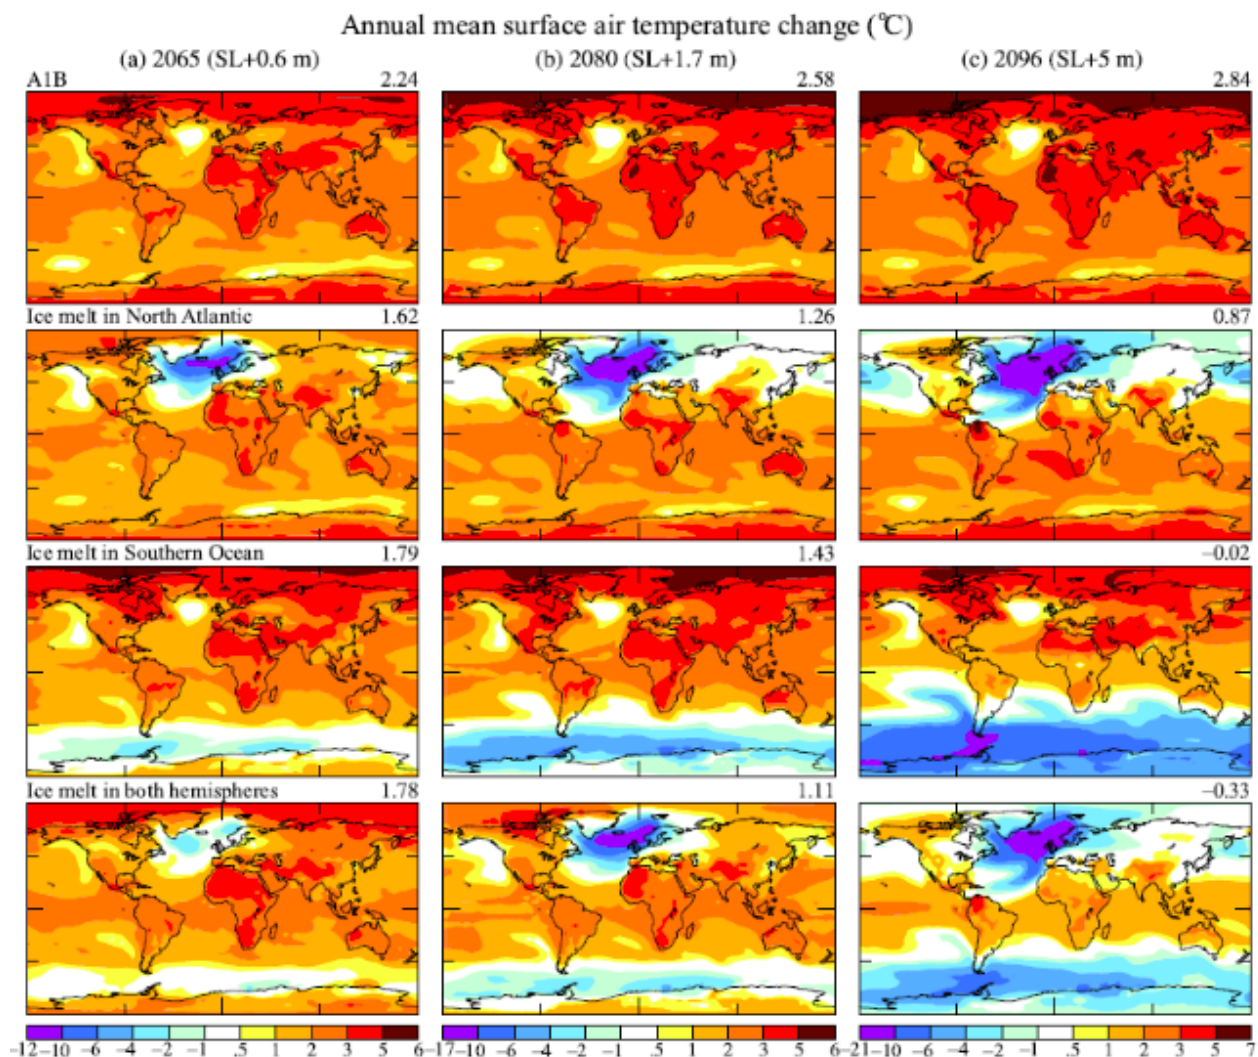 Annual mean surface air temperature change (℃)
(a) 2065 (SL+0.6 m) (b) 2080 (SL+1.7 m) (c) 2096 (SL+5 m)
A1B 2.24 2.58 2.84
Ice melt in North Atlantic 1.62 1.26 0.87
Ice melt in Southern Ocean 1.79 1.43 −0.02
Ice melt in both hemispheres 1.78 1.11 −0.33
−12 −10 −6 −4 −2 −1 .5 1 2 3 5 6 −17 −10 −6 −4 −2 −1 .5 1 2 3 5 6 −21 −10 −6 −4 −2 −1 .5 1 2 3 5 7